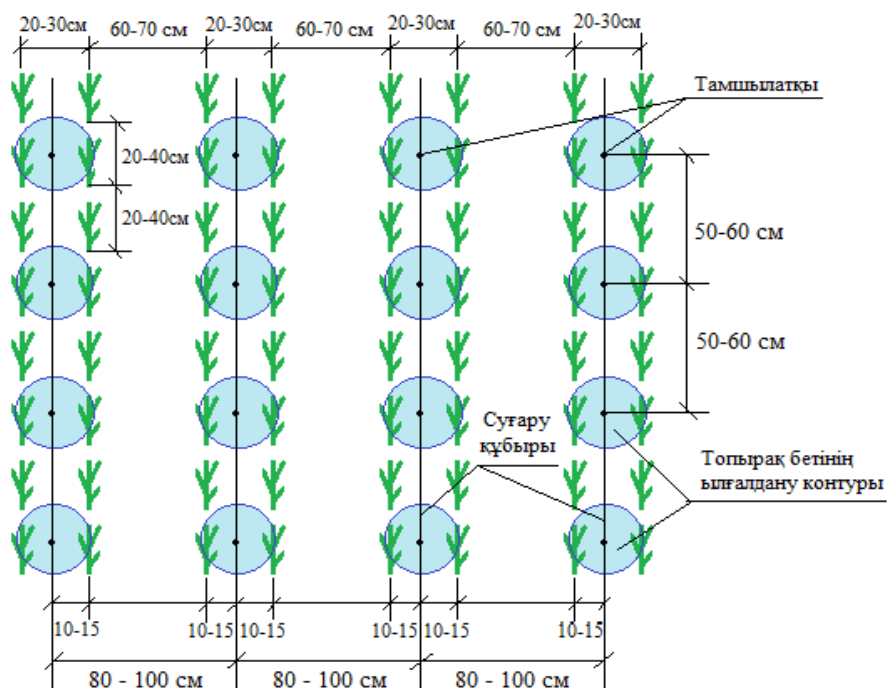 20-30см 60-70 см 20-30см 60-70 см 20-30см 60-70 см 20-30см
Тамшылатқы
20-40см
20-40см
50-60 см
50-60 см
Суғару
құбыры
Топырақ бетінің
ылғалдану контуры
10-15 10-15 10-15 10-15 10-15 10-15
80 - 100 см 80 - 100 см 80 - 100 см